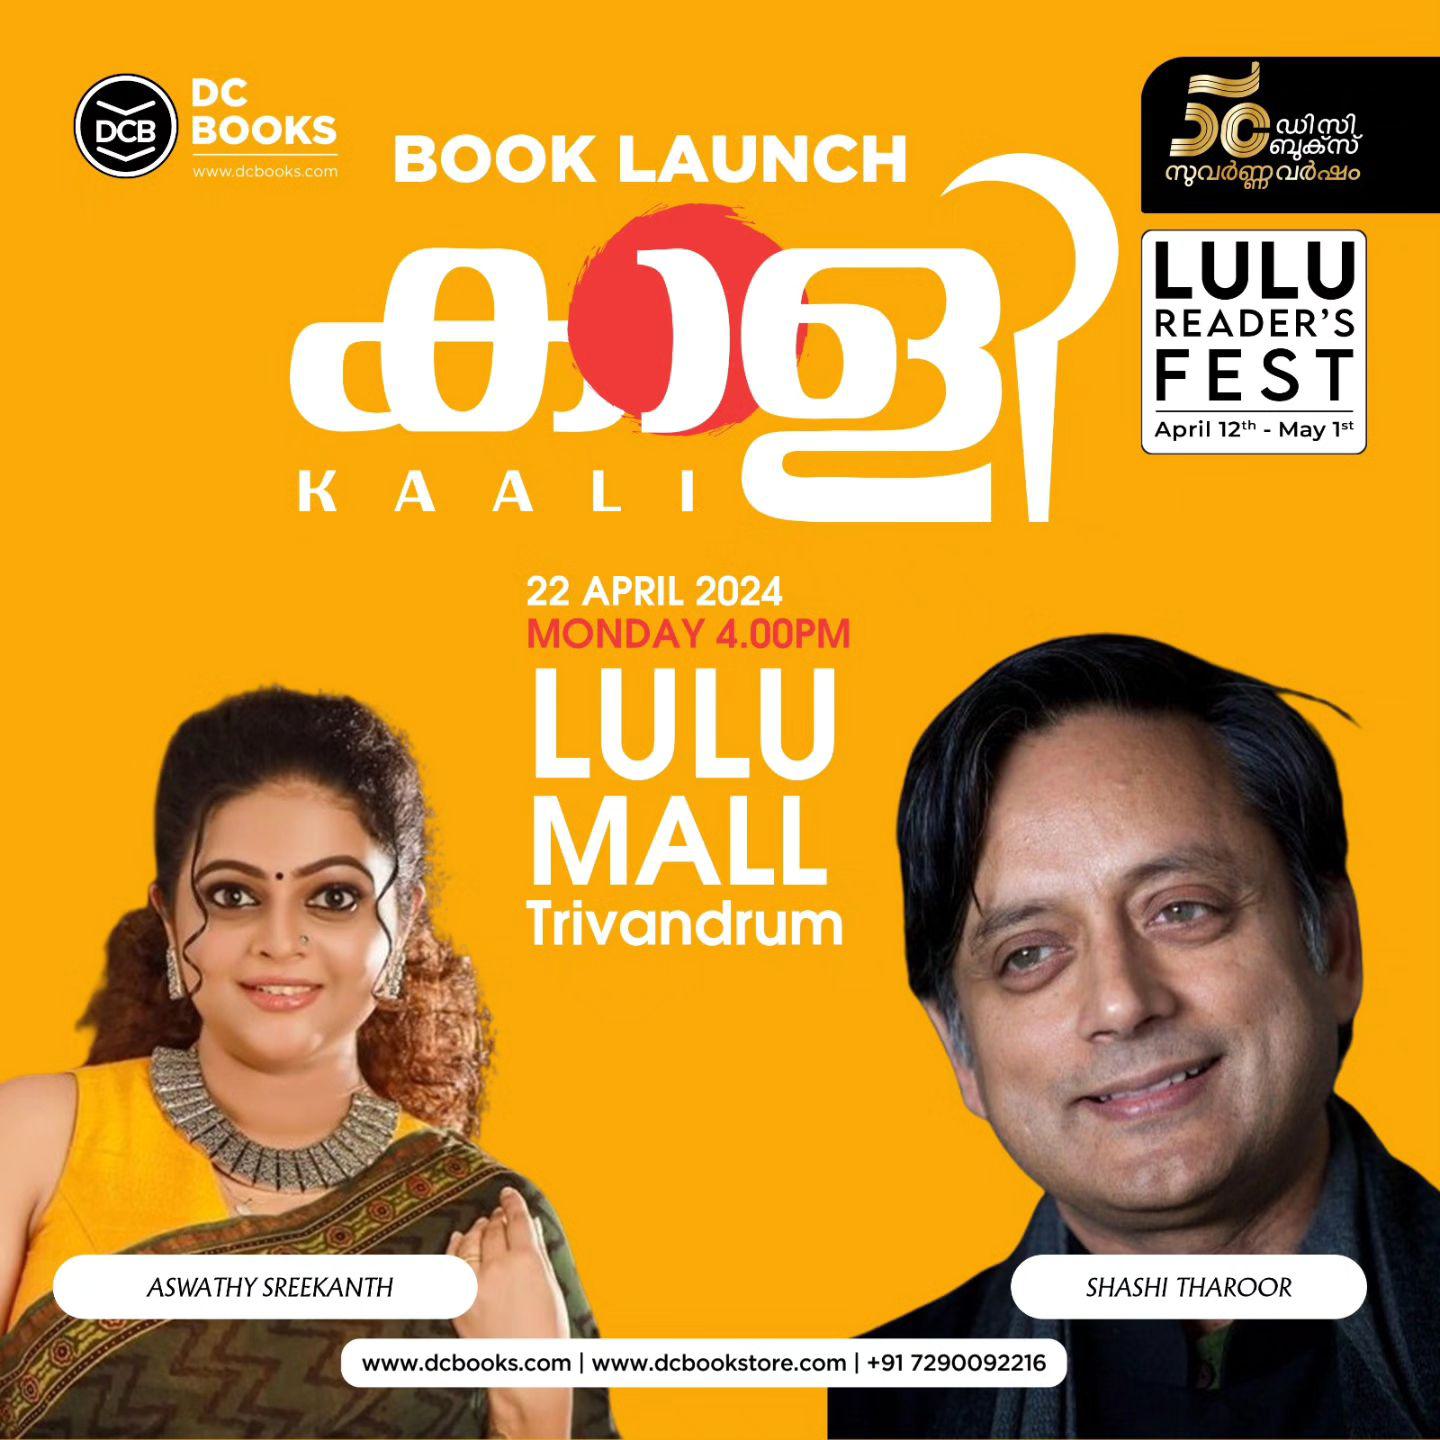 DCB
DC
BOOKS
www.dcbooks.com
BOOK LAUNCH
50
ഡി സി
ബുക്സ്
സുവർണ്ണവർഷം
കാളി
KAALI
LULU
READER'S
FEST
April 12th - May 1st
22 APRIL 2024
MONDAY 4.00PM
LULU
MALL
Trivandrum
ASWATHY SREEKANTH
SHASHI THAROOR
www.dcbooks.com | www.dcbookstore.com | +91 7290092216